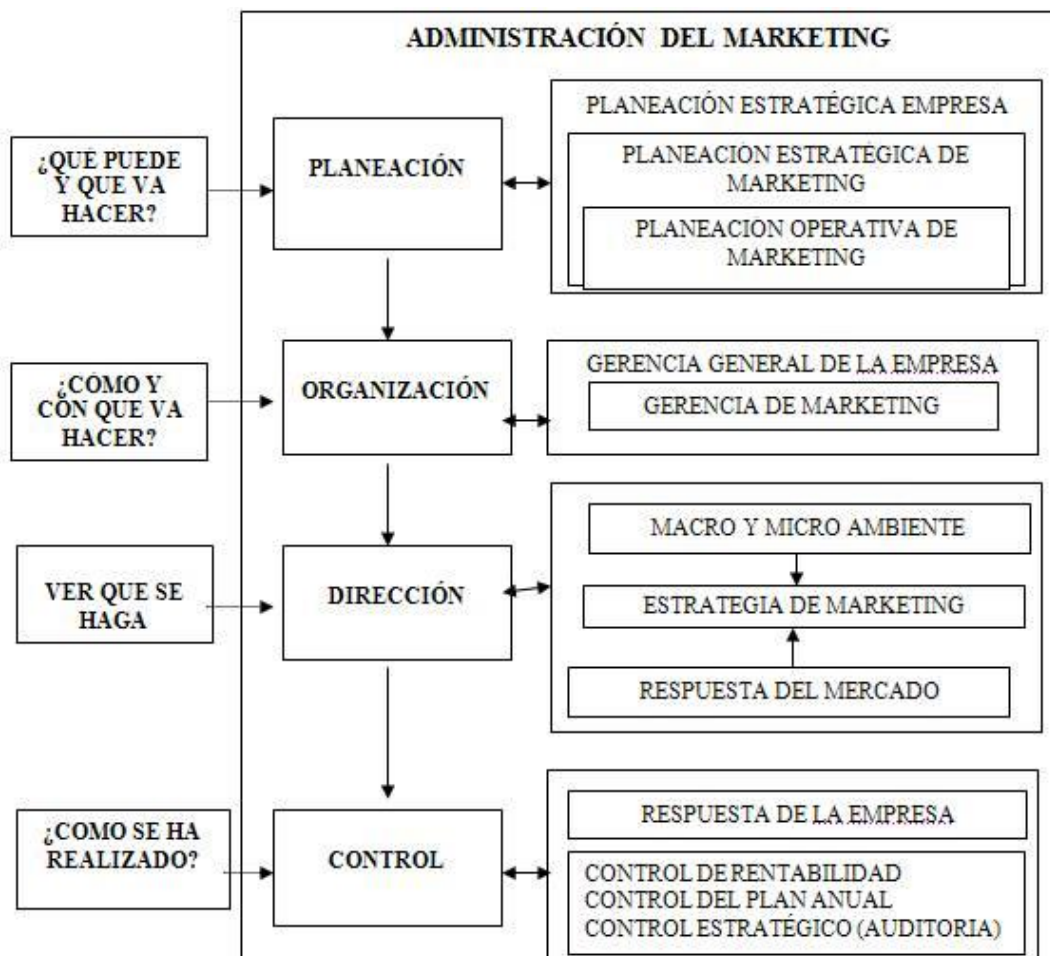 ADMINISTRACIÓN DEL MARKETING
¿QUÉ PUEDE
Y QUE VA
HACER?
PLANEACIÓN
PLANEACIÓN ESTRATÉGICA EMPRESA
PLANEACIÓN ESTRATÉGICA DE
MARKETING
PLANEACIÓN OPERATIVA DE
MARKETING
¿CÓMO Y
CON QUE VA
HACER?
ORGANIZACIÓN
GERENCIA GENERAL DE LA EMPRESA
GERENCIA DE MARKETING
VER QUE SE
HAGA
DIRECCIÓN
MACRO Y MICRO AMBIENTE
ESTRATEGIA DE MARKETING
RESPUESTA DEL MERCADO
¿COMO SE HA
REALIZADO?
CONTROL
RESPUESTA DE LA EMPRESA
CONTROL DE RENTABILIDAD
CONTROL DEL PLAN ANUAL
CONTROL ESTRATÉGICO (AUDITORIA)